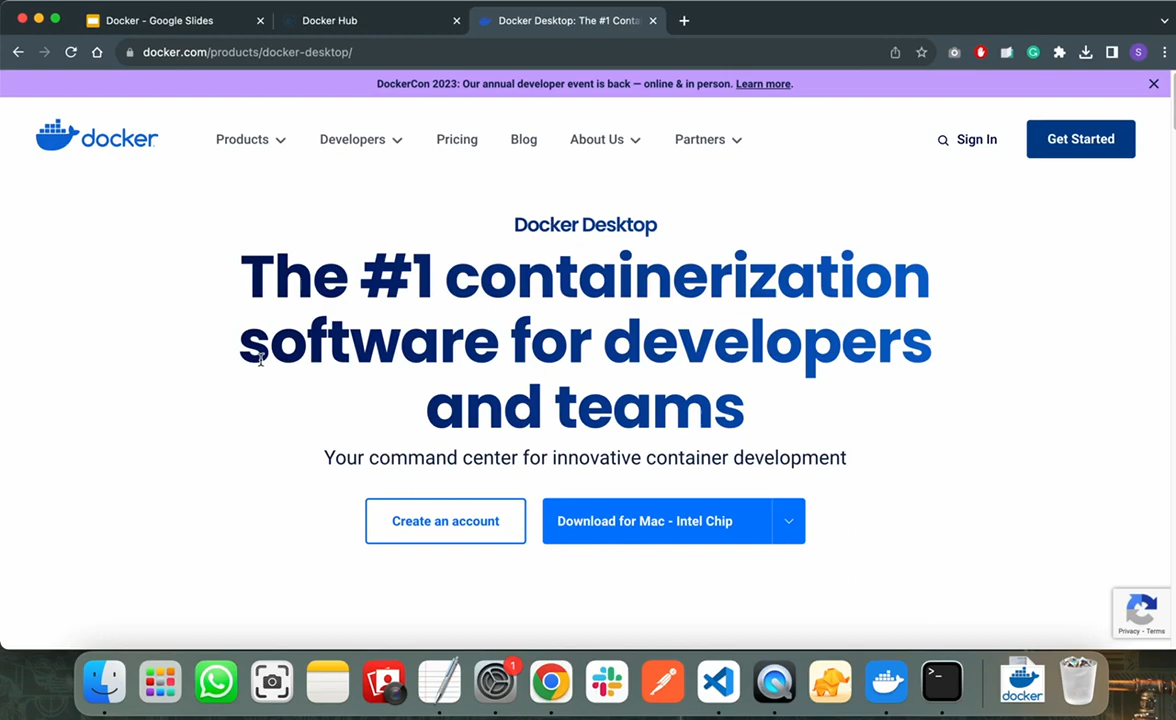 Docker - Google Slides
Docker Hub
Docker Desktop: The #1 Conta
docker.com/products/docker-desktop/
S
DockerCon 2023: Our annual developer event is back — online & in person. Learn more.
docker
Products
Developers
Pricing
Blog
About Us
Partners
Sign In
Get Started
Docker Desktop
The #1 containerization
software for developers
and teams
Your command center for innovative container development
Create an account
Download for Mac - Intel Chip
Privacy - Terms
1
>_
docker